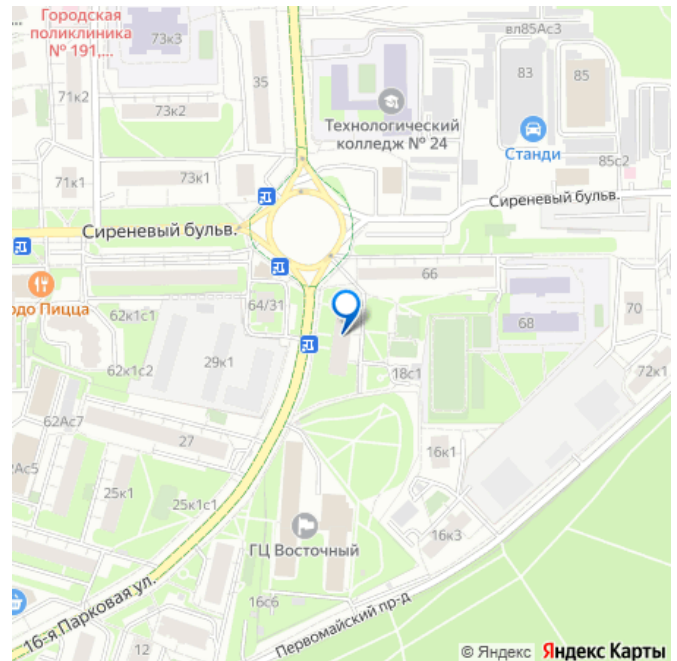 Городская
поликлиника
№ 191,...
73к3
вл85Ас3
35
83
85
71к2
73к2
Технологический
колледж № 24
Станди
85с2
71к1
73к1
Сиреневый бульв.
Сиреневый бульв.
66
одо Пицца
64/31
62к1с1
68
70
29к1
62к1с2
18с1
72к1
62Ас7
27
16к1
2Ас5
25к1
25к1с1
16к3
ГЦ Восточный
16с6
16-я Парковая ул.
Первомайский пр-д
12
© Яндекс Яндекс Карты